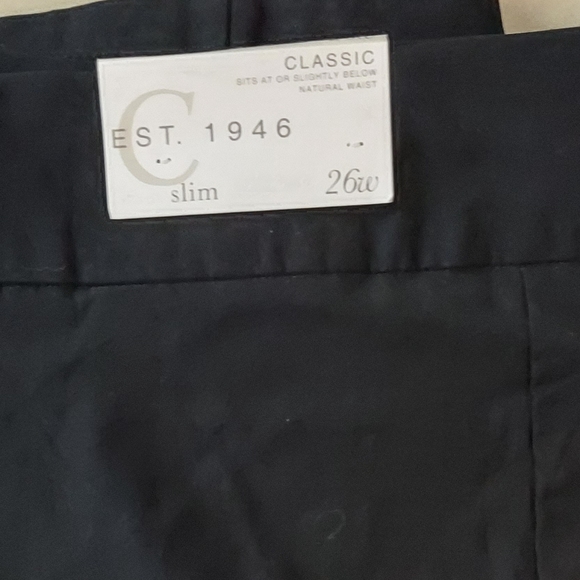 CLASSIC
SITS AT OR SLIGHTLY BELOW
NATURAL WAIST
C
EST. 1946
slim
26w